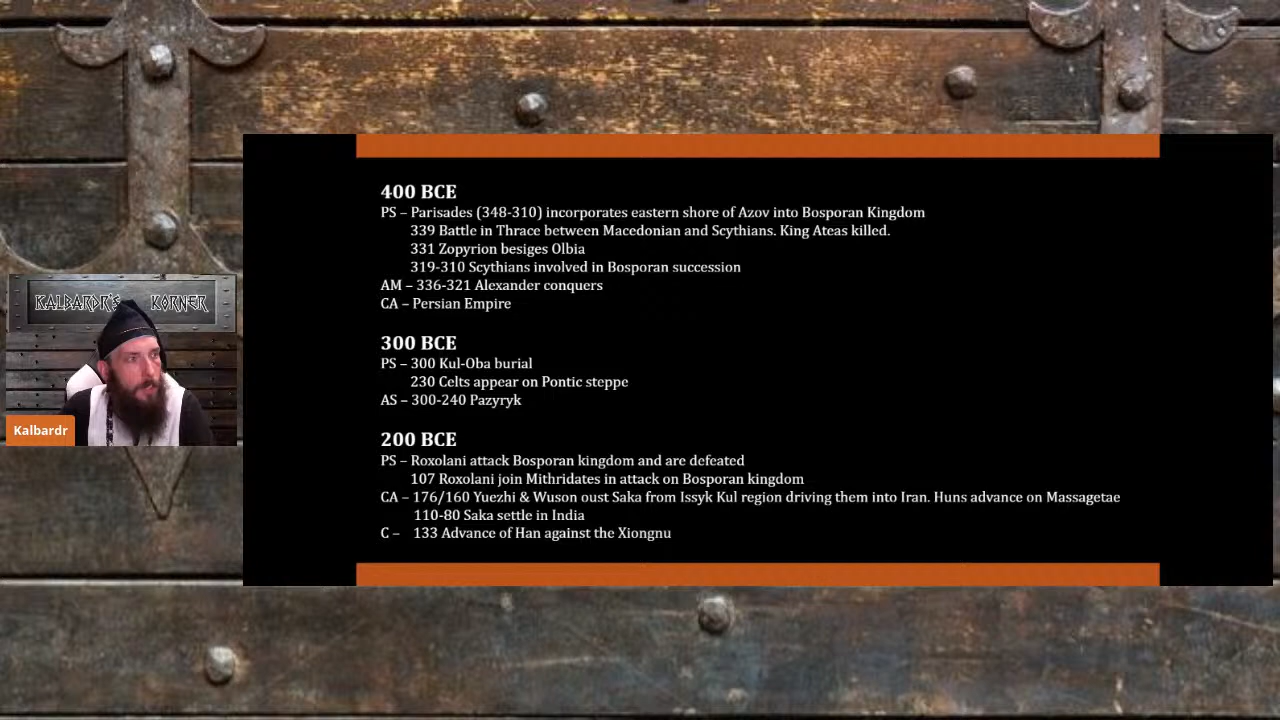 400 BCE
PS – Parisades (348-310) incorporates eastern shore of Azov into Bosporan Kingdom
339 Battle in Thrace between Macedonian and Scythians. King Ateas killed.
331 Zopyrion besiges Olbia
319-310 Scythians involved in Bosporan succession
AM – 336-321 Alexander conquers
CA – Persian Empire
300 BCE
PS – 300 Kul-Oba burial
230 Celts appear on Pontic steppe
AS – 300-240 Pazyryk
200 BCE
PS – Roxolani attack Bosporan kingdom and are defeated
107 Roxolani join Mithridates in attack on Bosporan kingdom
CA – 176/160 Yuezhi & Wuson oust Saka from Issyk Kul region driving them into Iran. Huns advance on Massagetae
110-80 Saka settle in India
C – 133 Advance of Han against the Xiongnu
KALBARDR'S KORNER
Kalbardr